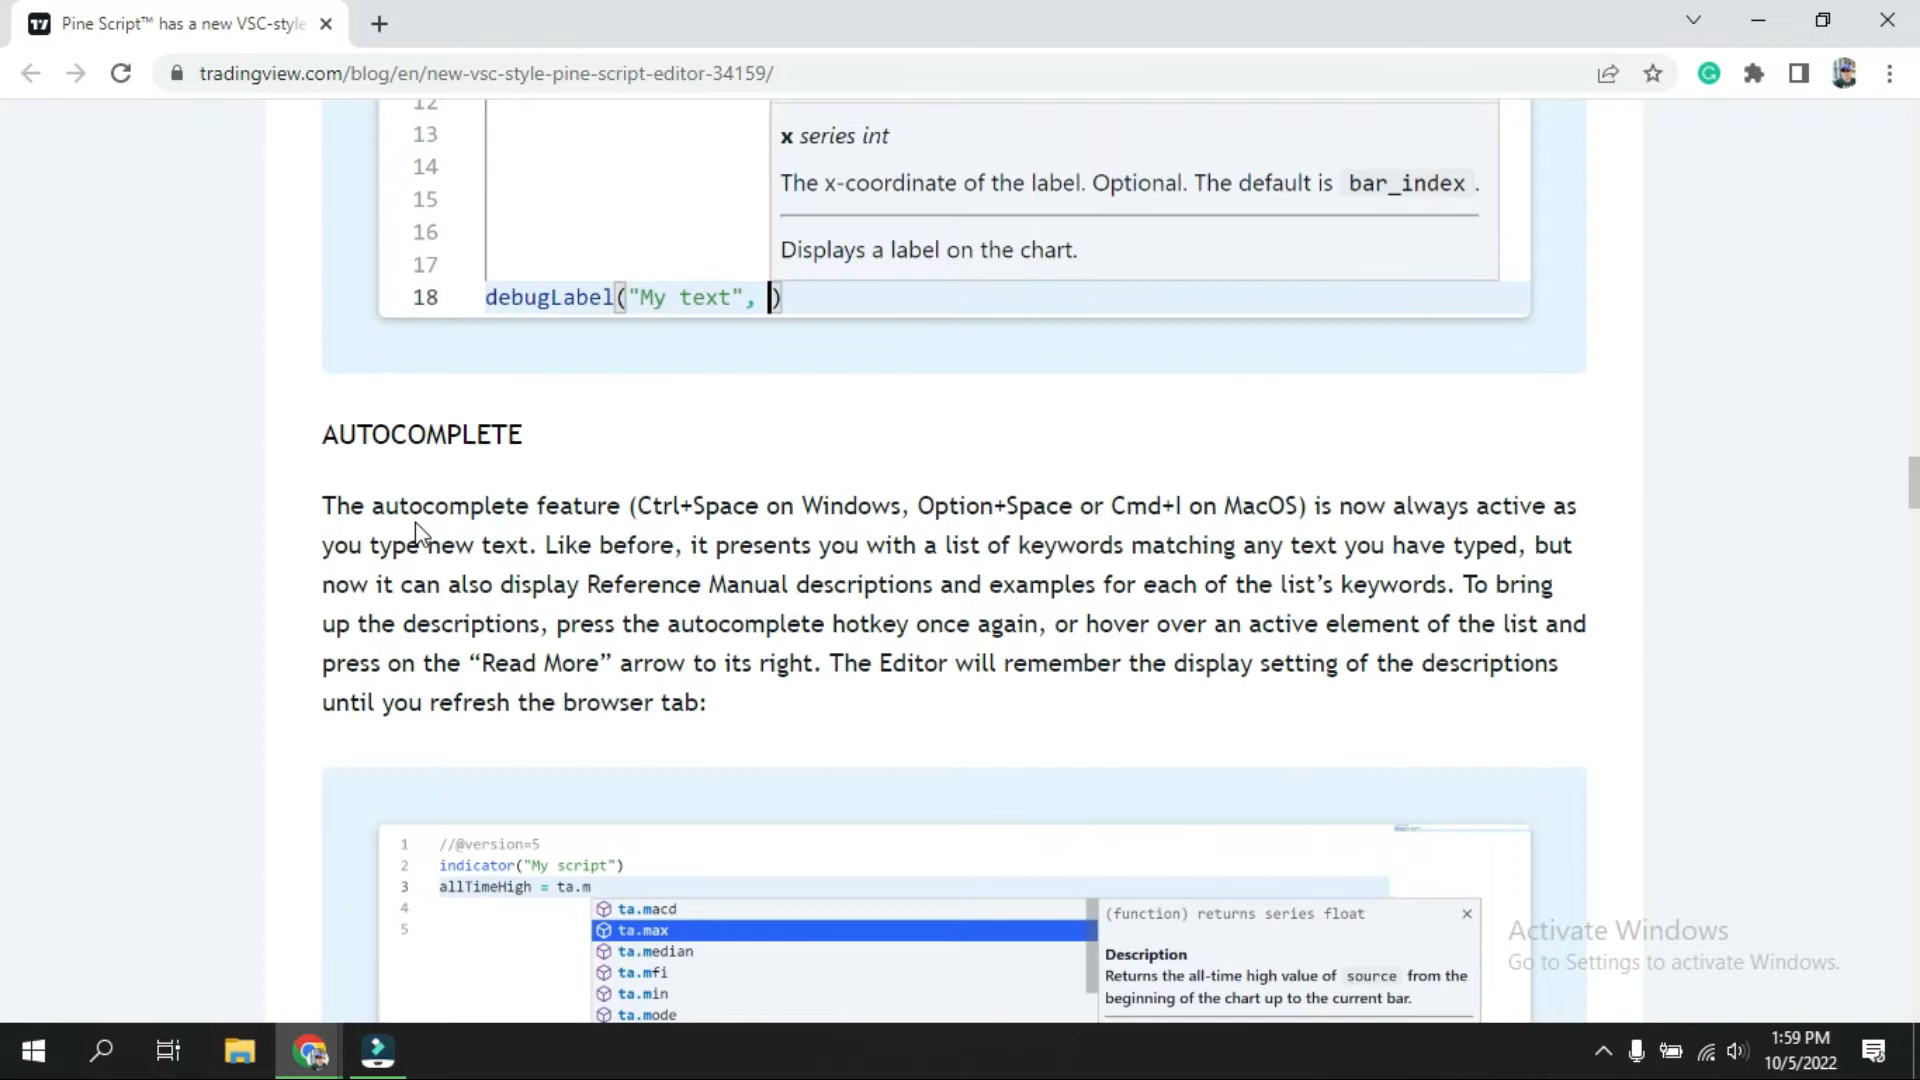 Pine Script™ has a new VSC-style
tradingview.com/blog/en/new-vsc-style-pine-script-editor-34159/
12
13
14
15
16
17
18
x series int
The x-coordinate of the label. Optional. The default is bar_index .
Displays a label on the chart.
debugLabel("My text", )
AUTOCOMPLETE
The autocomplete feature (Ctrl+Space on Windows, Option+Space or Cmd+I on MacOS) is now always active as
you type new text. Like before, it presents you with a list of keywords matching any text you have typed, but
now it can also display Reference Manual descriptions and examples for each of the list’s keywords. To bring
up the descriptions, press the autocomplete hotkey once again, or hover over an active element of the list and
press on the “Read More” arrow to its right. The Editor will remember the display setting of the descriptions
until you refresh the browser tab:
1 //@version=5
2 indicator("My script")
3 allTimeHigh = ta.m
4
5
ta.macd
ta.max
ta.median
ta.mfi
ta.min
ta.mode
(function) returns series float
Description
Returns the all-time high value of source from the
beginning of the chart up to the current bar.
Activate Windows
Go to Settings to activate Windows.
1:59 PM
10/5/2022